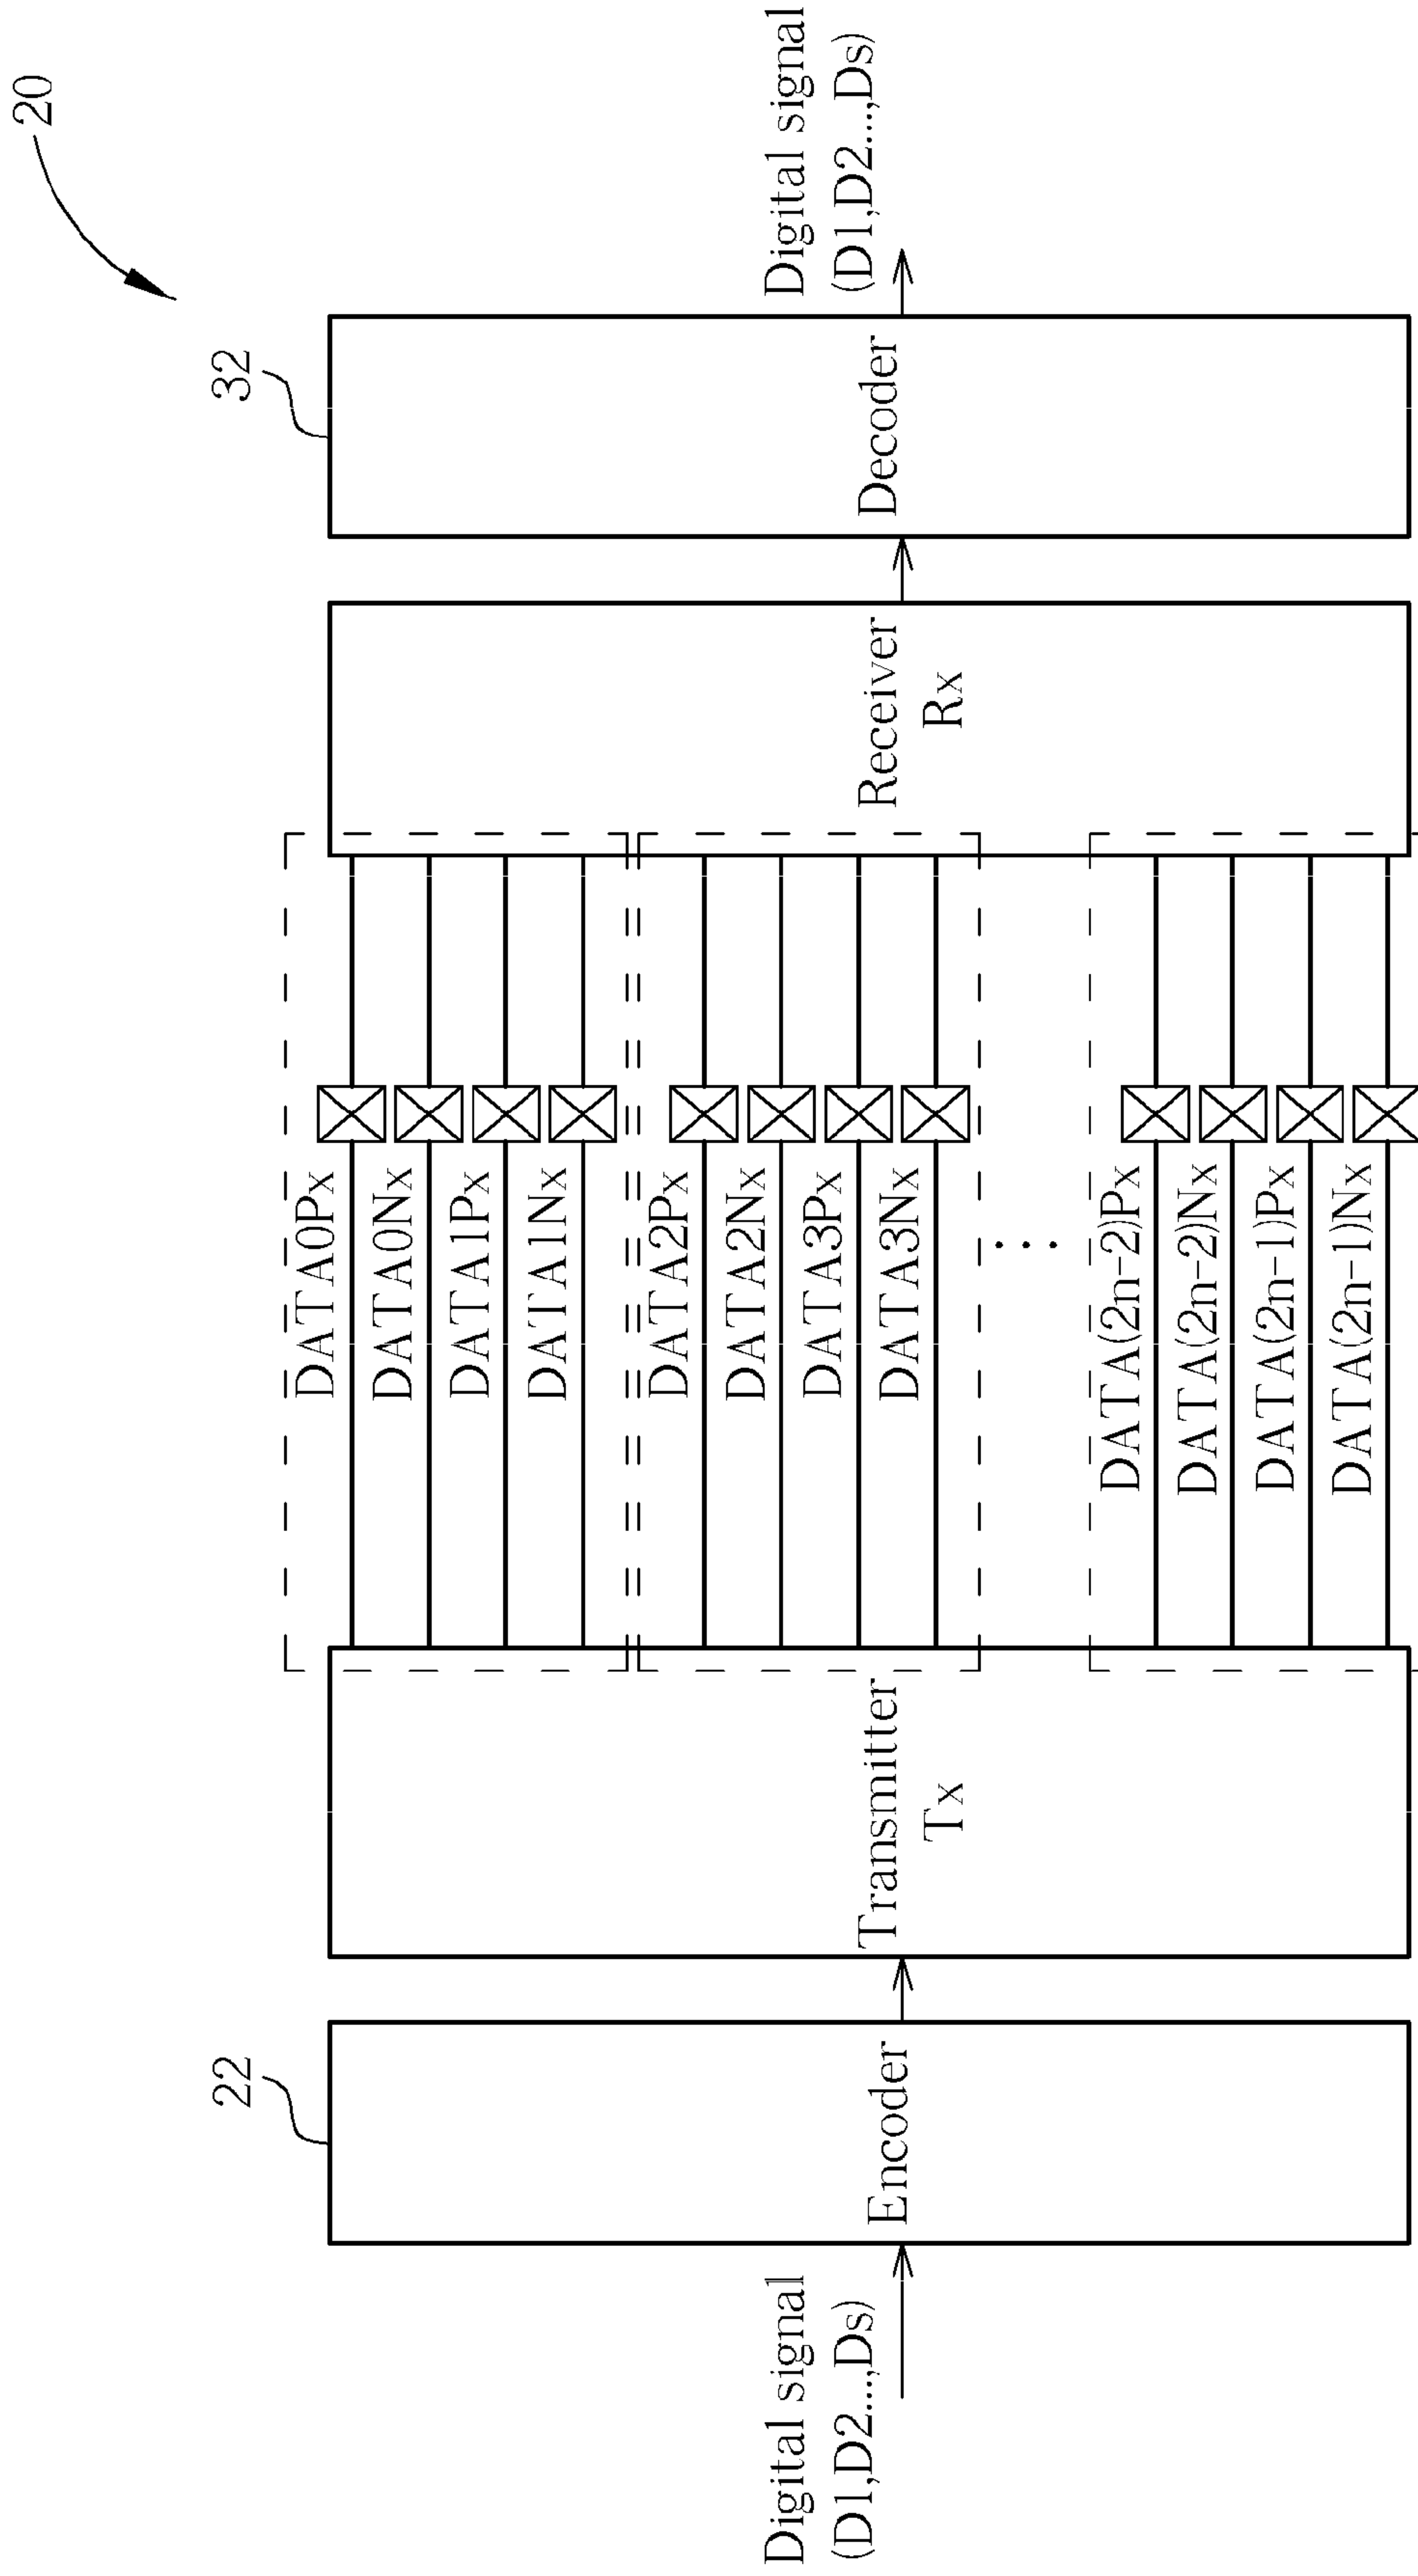 20
22
32
Digital signal
(D1,D2...,Ds)
Encoder
Transmitter
Tx
DATA0Px
DATA0Nx
DATA1Px
DATA1Nx
DATA2Px
DATA2Nx
DATA3Px
DATA3Nx
⋮
DATA(2n-2)Px
DATA(2n-2)Nx
DATA(2n-1)Px
DATA(2n-1)Nx
Receiver
Rx
Decoder
Digital signal
(D1,D2...,Ds)